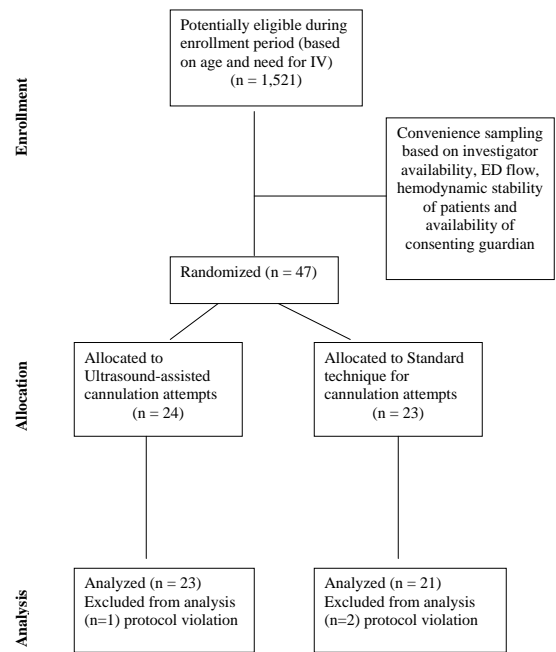 Enrollment
Potentially eligible during
enrollment period (based
on age and need for IV)
(n = 1,521)
Convenience sampling
based on investigator
availability, ED flow,
hemodynamic stability
of patients and
availability of
consenting guardian
Randomized (n = 47)
Allocation
Allocated to
Ultrasound-assisted
cannulation attempts
(n = 24)
Allocated to Standard
technique for
cannulation attempts
(n = 23)
Analysis
Analyzed (n = 23)
Excluded from analysis
(n=1) protocol violation
Analyzed (n = 21)
Excluded from analysis
(n=2) protocol violation